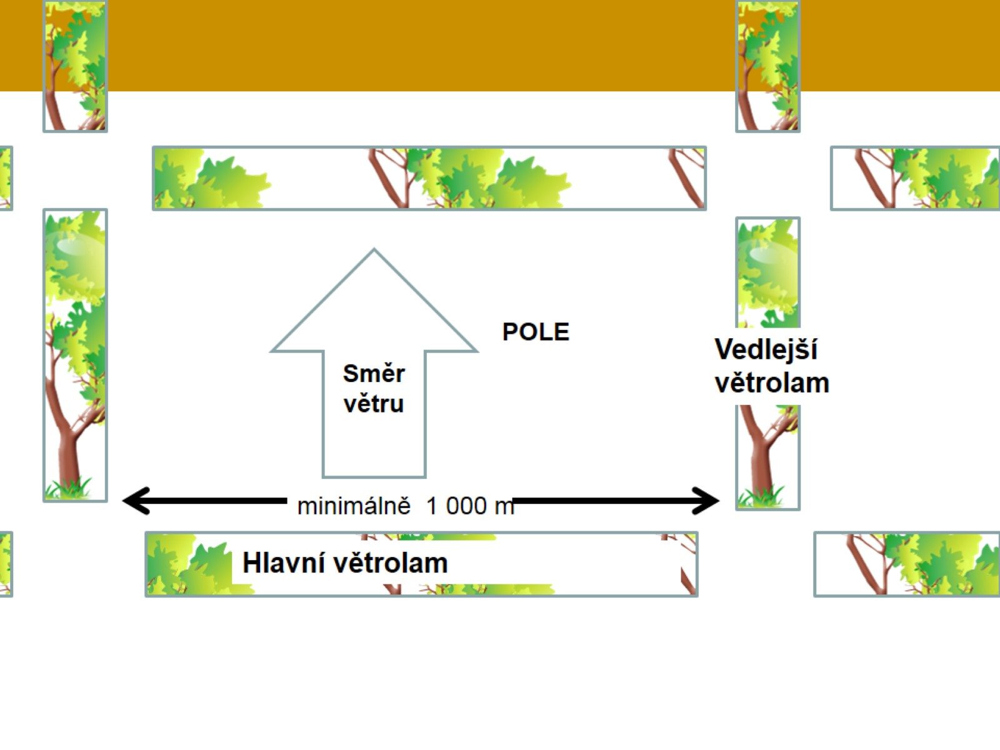 POLE
Vedlejší
větrolam
Směr
větru
minimálně  1 000 m
Hlavní větrolam